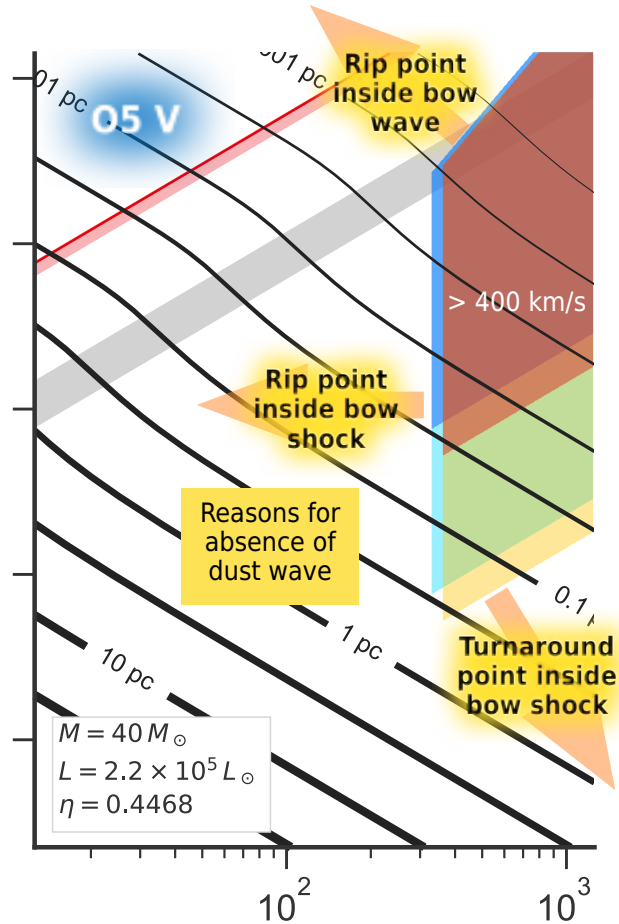 01 pc
001 pc
Rip point
inside bow
wave
O5 V
> 400 km/s
Rip point
inside bow
shock
Reasons for
absence of
dust wave
0.1
1 pc
10 pc
Turnaround
point inside
bow shock
M = 40 M☉
L = 2.2 × 10⁵ L☉
η = 0.4468
10² 10³